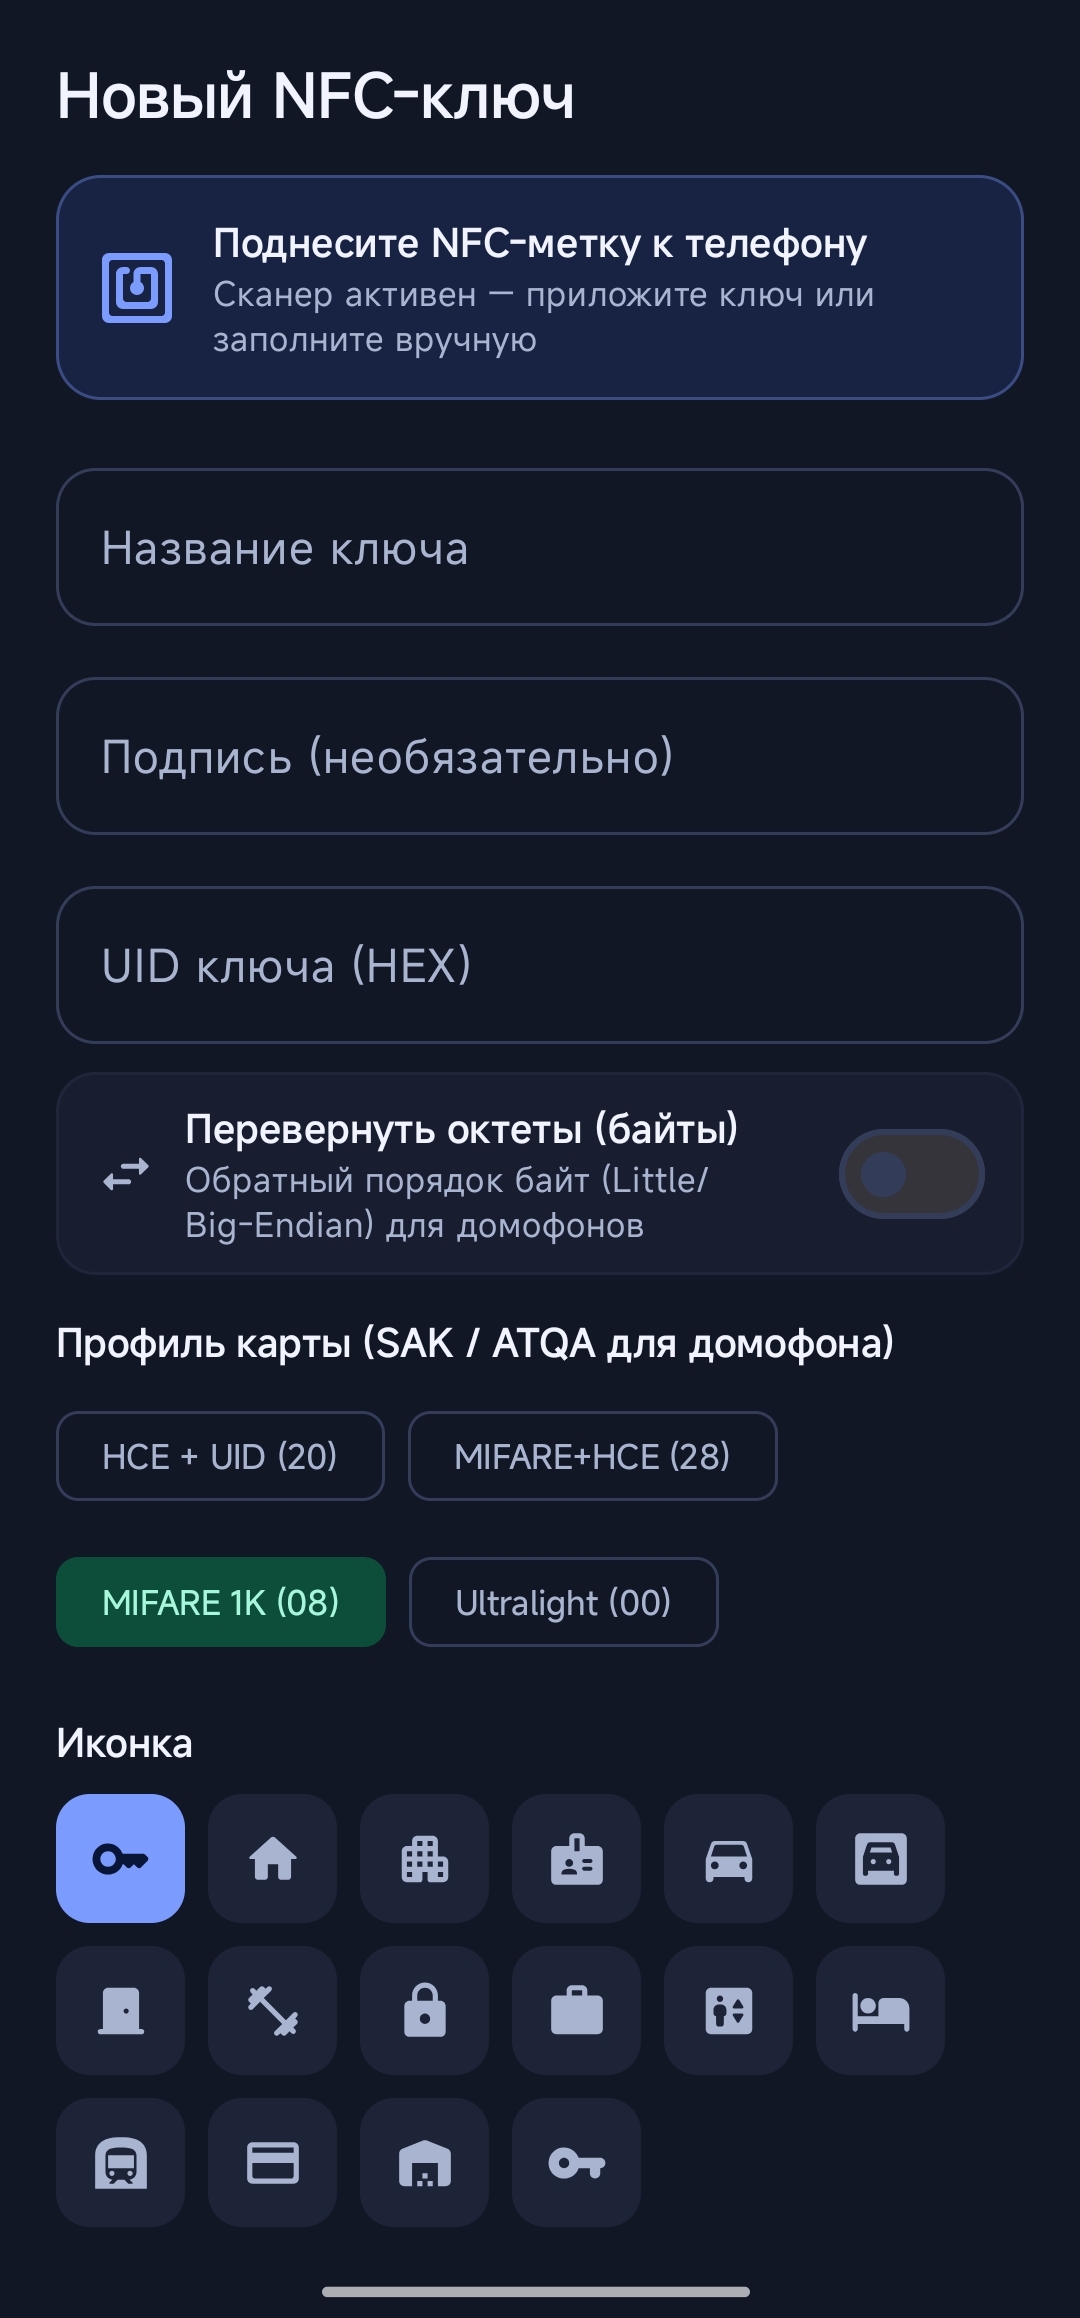 Новый NFC-ключ
Поднесите NFC-метку к телефону
Сканер активен — приложите ключ или
заполните вручную
Название ключа
Подпись (необязательно)
UID ключа (HEX)
Перевернуть октеты (байты)
Обратный порядок байт (Little/
Big-Endian) для домофонов
Профиль карты (SAK / ATQA для домофона)
HCE + UID (20)
MIFARE+HCE (28)
MIFARE 1K (08)
Ultralight (00)
Иконка